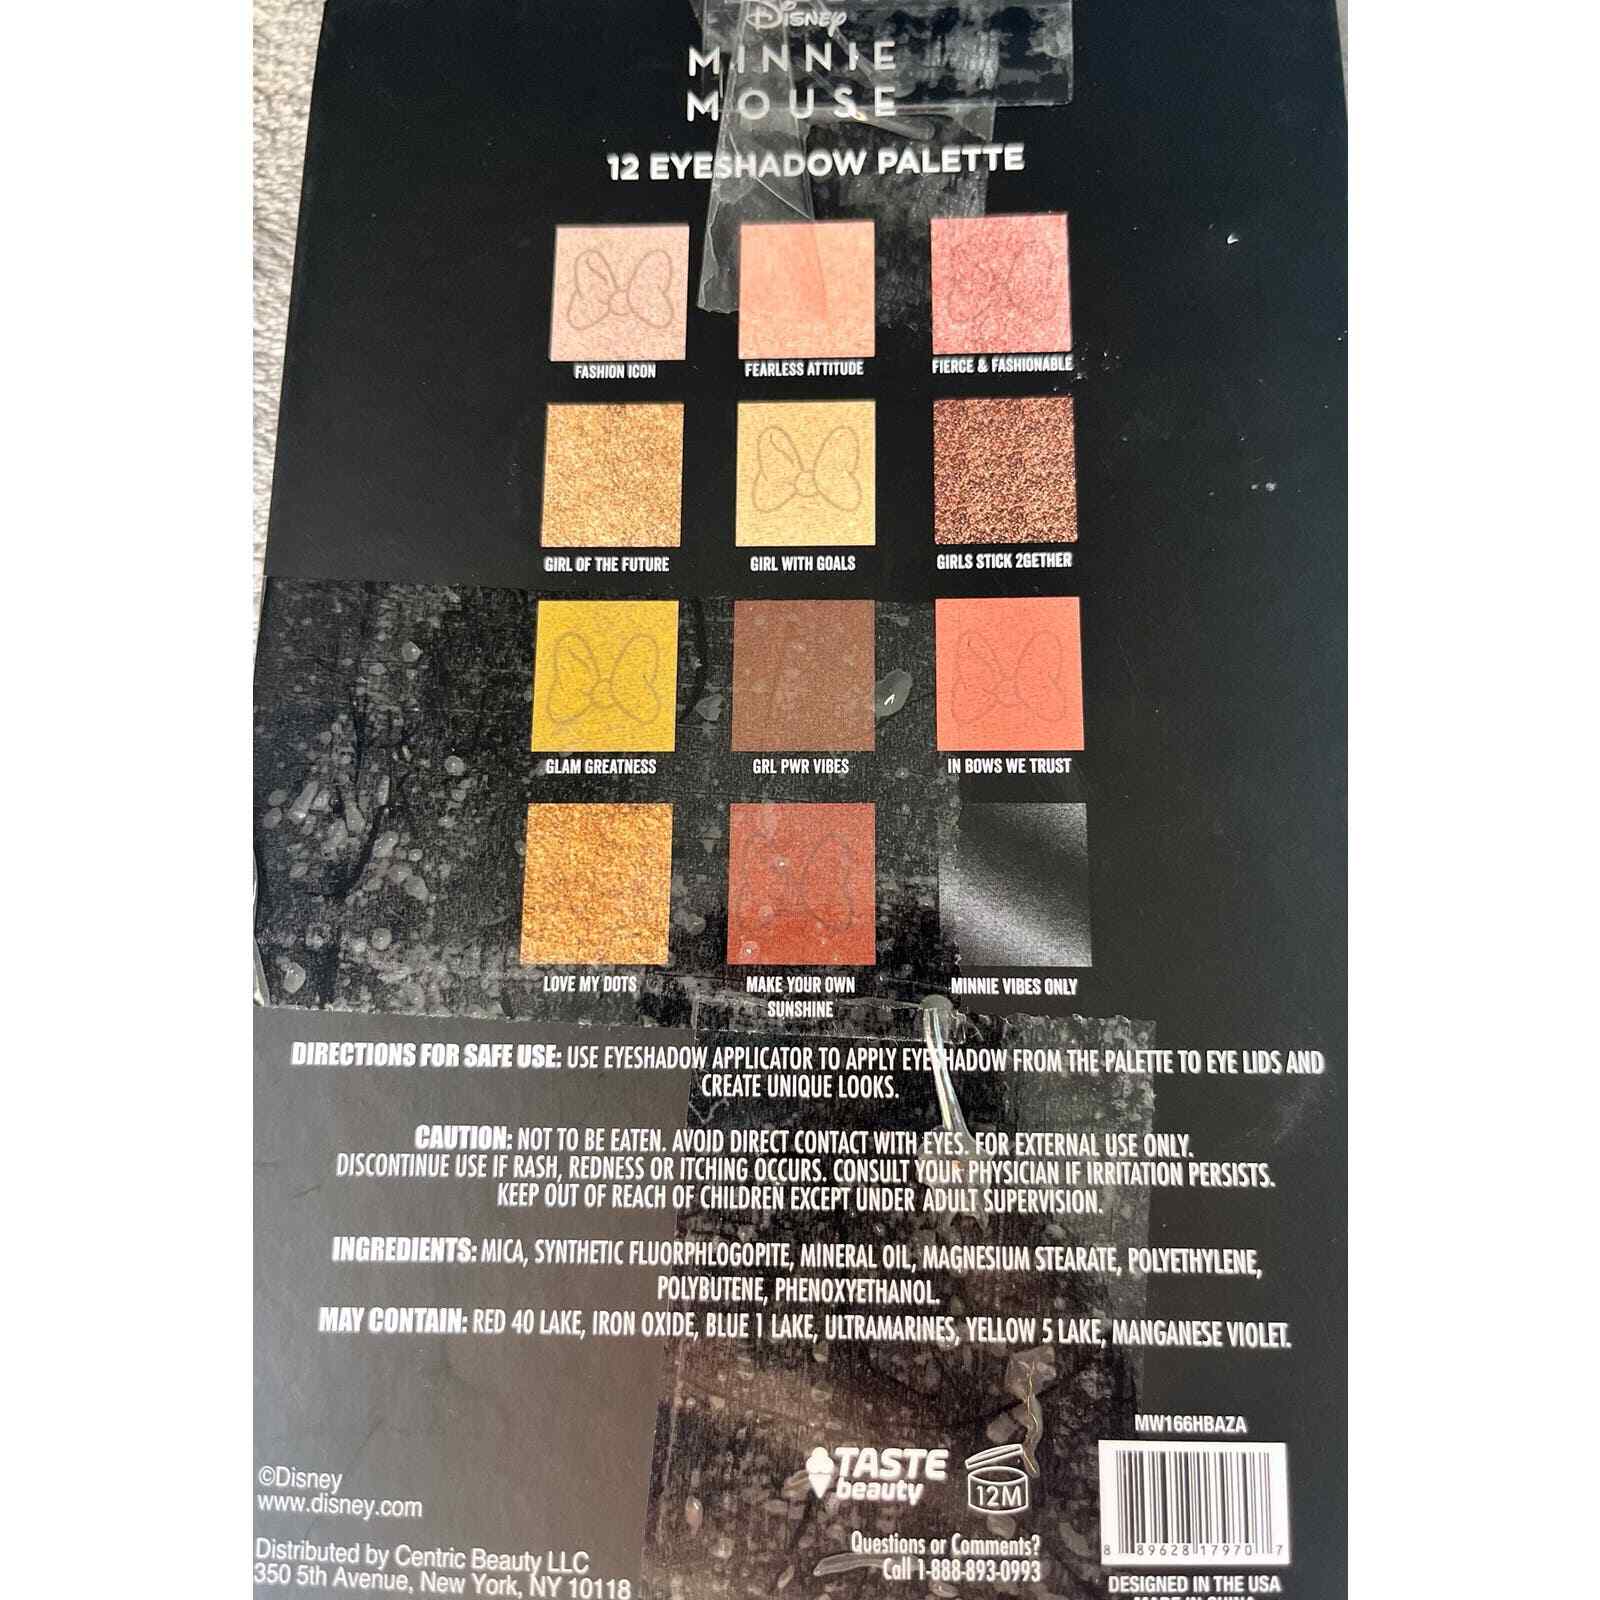 Disney
MINNIE
MOUSE
12 EYESHADOW PALETTE
FASHION ICON
FEARLESS ATTITUDE
FIERCE & FASHIONABLE
GIRL OF THE FUTURE
GIRL WITH GOALS
GIRLS STICK 2GETHER
GLAM GREATNESS
GRL PWR VIBES
IN BOWS WE TRUST
LOVE MY DOTS
MAKE YOUR OWN
SUNSHINE
MINNIE VIBES ONLY
DIRECTIONS FOR SAFE USE: USE EYESHADOW APPLICATOR TO APPLY EYESHADOW FROM THE PALETTE TO EYE LIDS AND
CREATE UNIQUE LOOKS.
CAUTION: NOT TO BE EATEN. AVOID DIRECT CONTACT WITH EYES. FOR EXTERNAL USE ONLY.
DISCONTINUE USE IF RASH, REDNESS OR ITCHING OCCURS. CONSULT YOUR PHYSICIAN IF IRRITATION PERSISTS.
KEEP OUT OF REACH OF CHILDREN EXCEPT UNDER ADULT SUPERVISION.
INGREDIENTS: MICA, SYNTHETIC FLUORPHLOGOPITE, MINERAL OIL, MAGNESIUM STEARATE, POLYETHYLENE,
POLYBUTENE, PHENOXYETHANOL.
MAY CONTAIN: RED 40 LAKE, IRON OXIDE, BLUE 1 LAKE, ULTRAMARINES, YELLOW 5 LAKE, MANGANESE VIOLET.
©Disney
www.disney.com
Distributed by Centric Beauty LLC
350 5th Avenue, New York, NY 10118
TASTE
beauty
12M
Questions or Comments?
Call 1-888-893-0993
MW166HBAZA
8 89628 17970 7
DESIGNED IN THE USA
MADE IN CHINA